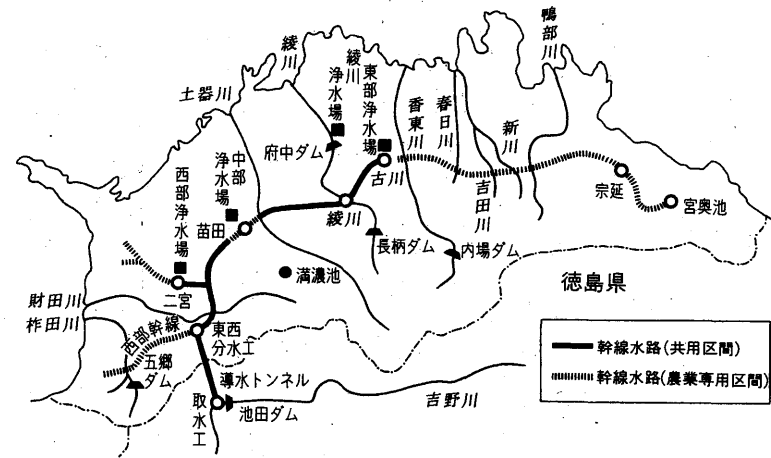 鴨部川
綾川
土器川
綾川浄水場
東部浄水場
香東川
春日川
新川
府中ダム
西部浄水場
中部浄水場
古川
吉田川
宗延
宮奥池
苗田
綾川
長柄ダム
内場ダム
満濃池
徳島県
財田川
柞田川
二宮
西部幹線
東西分水工
五郷ダム
導水トンネル
取水工
池田ダム
吉野川
幹線水路(共用区間)
幹線水路(農業専用区間)